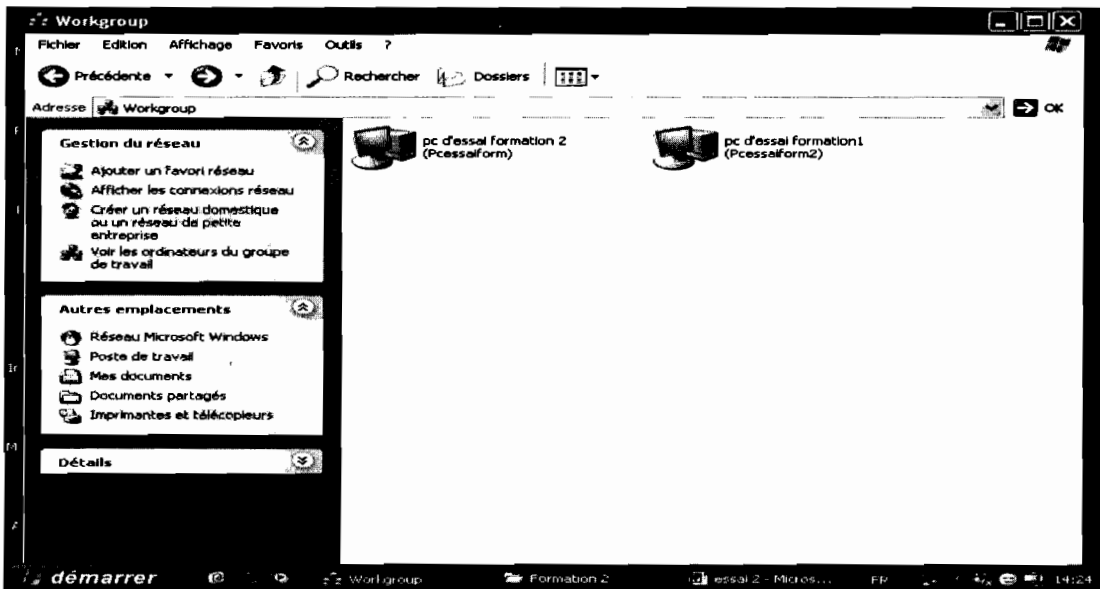 Workgroup
Fichier Edition Affichage Favoris Outils ?
Précédente Rechercher Dossiers
Adresse Workgroup OK
Gestion du réseau
Ajouter un favori réseau
Afficher les connexions réseau
Créer un réseau domestique
ou un réseau de petite
entreprise
Voir les ordinateurs du groupe
de travail
Autres emplacements
Réseau Microsoft Windows
Poste de travail
Mes documents
Documents partagés
Imprimantes et télécopieurs
Détails
pc d'essai formation 2
(Pcessaiform)
pc d'essai formation1
(Pcessaiform2)
démarrer Workgroup Formation 2 essai 2 - Micros... FR 14:24